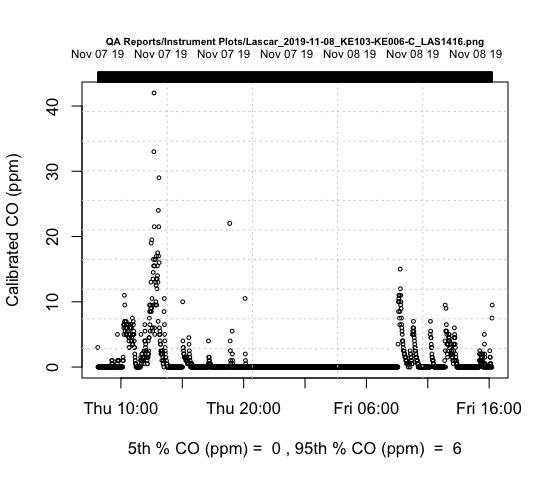 QA Reports/Instrument Plots/Lascar_2019-11-08_KE103-KE006-C_LAS1416.png
Nov 07 19 Nov 07 19 Nov 07 19 Nov 07 19 Nov 08 19 Nov 08 19 Nov 08 19
Calibrated CO (ppm)
40
30
20
10
0
Thu 10:00 Thu 20:00 Fri 06:00 Fri 16:00
5th % CO (ppm) = 0 , 95th % CO (ppm) = 6